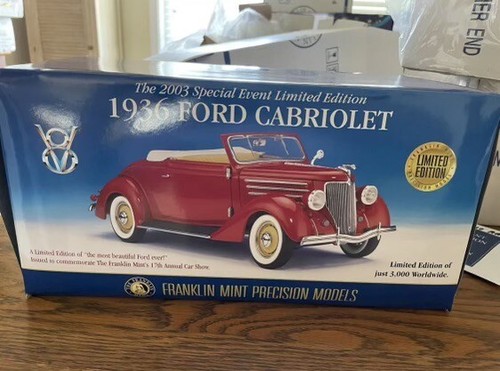 HER END
The 2003 Special Event Limited Edition
1936 FORD CABRIOLET
V8
LIMITED
EDITION
A Limited Edition of "the most beautiful Ford ever!"
Issued to commemorate The Franklin Mint's 17th Annual Car Show.
Limited Edition of
just 3,000 Worldwide.
FRANKLIN MINT PRECISION MODELS